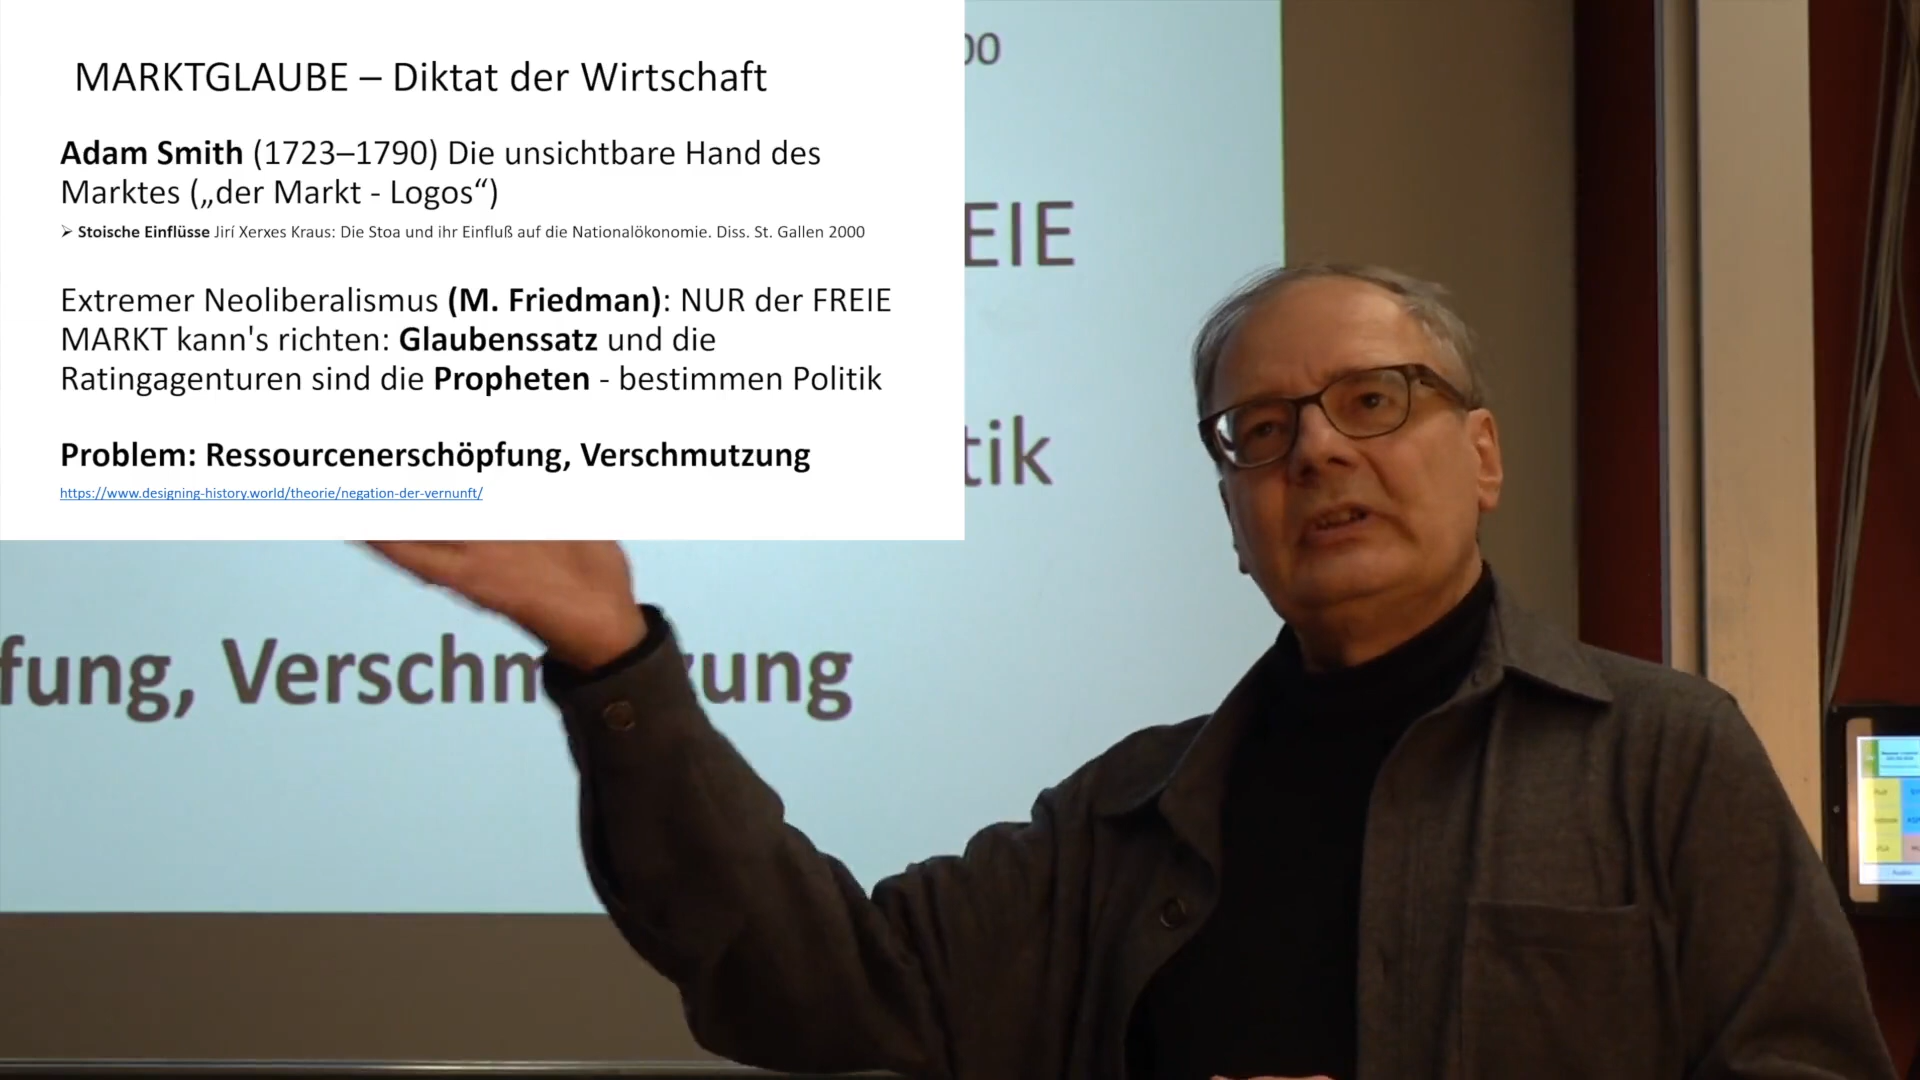 MARKTGLAUBE – Diktat der Wirtschaft
Adam Smith (1723–1790) Die unsichtbare Hand des
Marktes („der Markt - Logos“)
➢ Stoische Einflüsse Jirí Xerxes Kraus: Die Stoa und ihr Einfluß auf die Nationalökonomie. Diss. St. Gallen 2000
Extremer Neoliberalismus (M. Friedman): NUR der FREIE
MARKT kann's richten: Glaubenssatz und die
Ratingagenturen sind die Propheten - bestimmen Politik
Problem: Ressourcenerschöpfung, Verschmutzung
https://www.designing-history.world/theorie/negation-der-vernunft/
00
EIE
tik
fung, Verschm zung